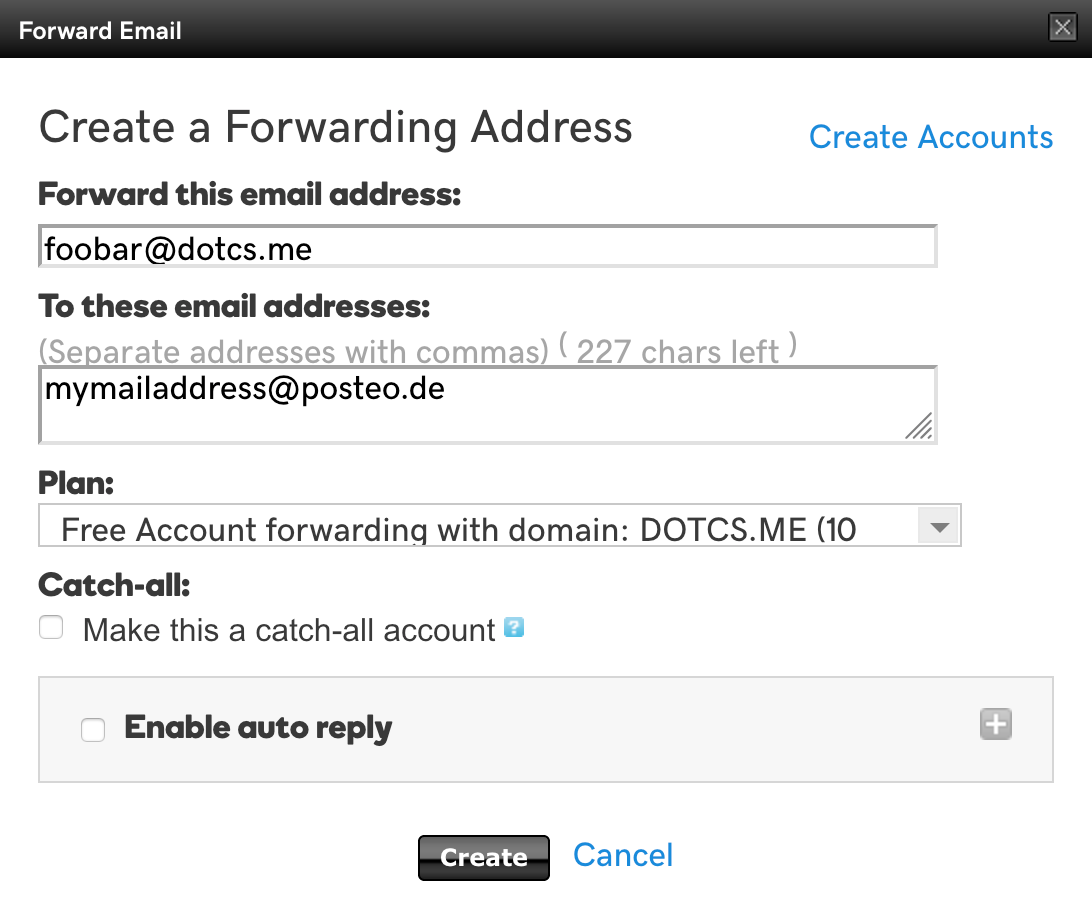 Forward Email
Create a Forwarding Address
Create Accounts
Forward this email address:
foobar@dotcs.me
To these email addresses:
(Separate addresses with commas) ( 227 chars left )
mymailaddress@posteo.de
Plan:
Free Account forwarding with domain: DOTCS.ME (10
Catch-all:
Make this a catch-all account ?
Enable auto reply
Create Cancel